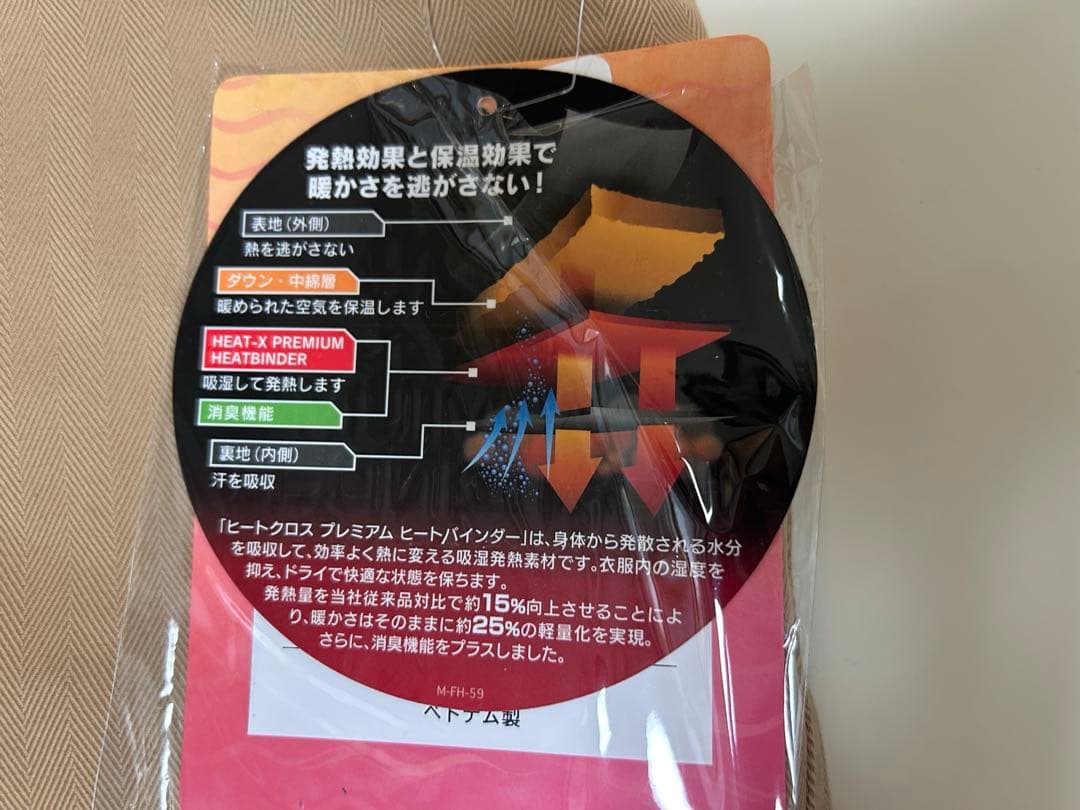 発熱効果と保温効果で
暖かさを逃がさない!
表地(外側)
熱を逃がさない
ダウン・中綿層
暖められた空気を保温します
HEAT-X PREMIUM
HEATBINDER
吸湿して発熱します
消臭機能
裏地(内側)
汗を吸収
「ヒートクロス プレミアム ヒートバインダー」は、身体から発散される水分
を吸収して、効率よく熱に変える吸湿発熱素材です。衣服内の湿度を
抑え、ドライで快適な状態を保ちます。
発熱量を当社従来品対比で約15%向上させることによ
り、暖かさはそのままに約25%の軽量化を実現。
さらに、消臭機能をプラスしました。
M-FH-59
ベトナム製